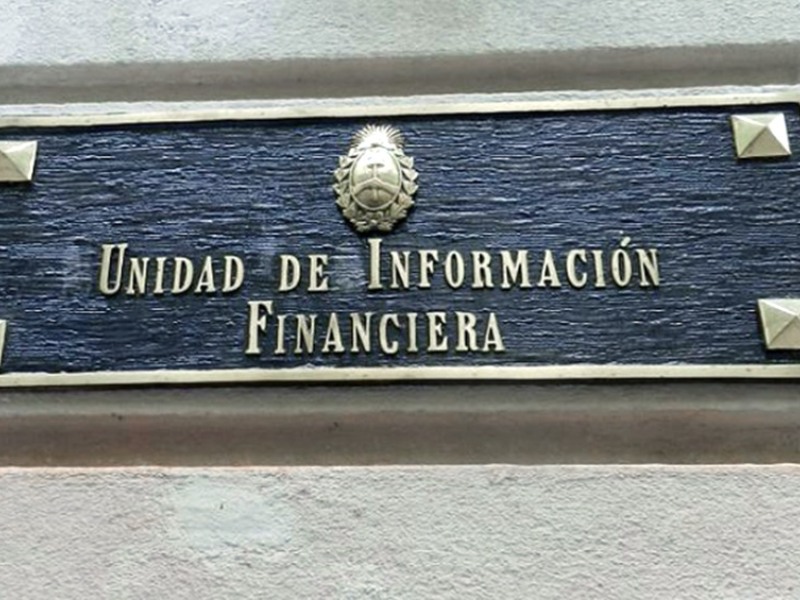 UNIDAD DE INFORMACIÓN
FINANCIERA